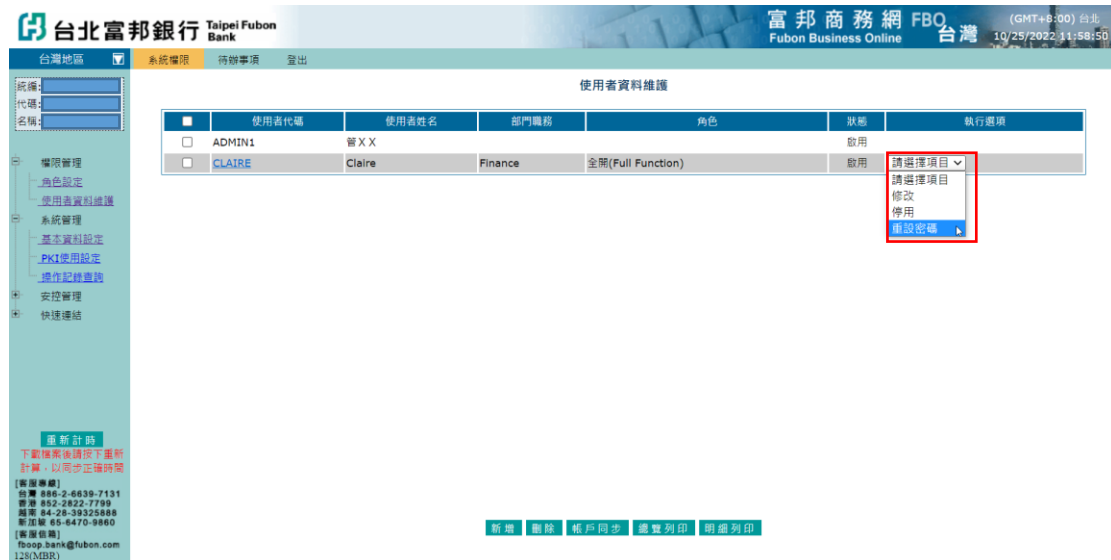 台北富邦銀行 Taipei Fubon Bank
富邦商務網 FBO 台灣
Fubon Business Online
(GMT+8:00) 台北
10/25/2022 11:58:50
台灣地區
系統權限 待辦事項 登出
統編:
代碼:
名稱:
權限管理
角色設定
使用者資料維護
系統管理
基本資料設定
PKI使用設定
操作記錄查詢
安控管理
快速連結
重新計時
下載檔案後請按下重新
計算，以同步正確時間
[客服專線]
台灣 886-2-6639-7131
香港 852-2822-7799
越南 84-28-39325888
新加坡 65-6470-9860
[客服信箱]
fboop.bank@fubon.com
128(MBR)
使用者資料維護
使用者代碼 使用者姓名 部門職務 角色 狀態 執行選項
ADMIN1 管ＸＸ 啟用
CLAIRE Claire Finance 全開(Full Function) 啟用 請選擇項目
請選擇項目
修改
停用
重設密碼
新增 刪除 帳戶同步 總覽列印 明細列印